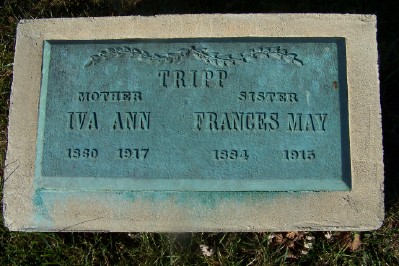 TRIPP
MOTHER SISTER
IVA ANN FRANCES MAY
1860 1917 1884 1915